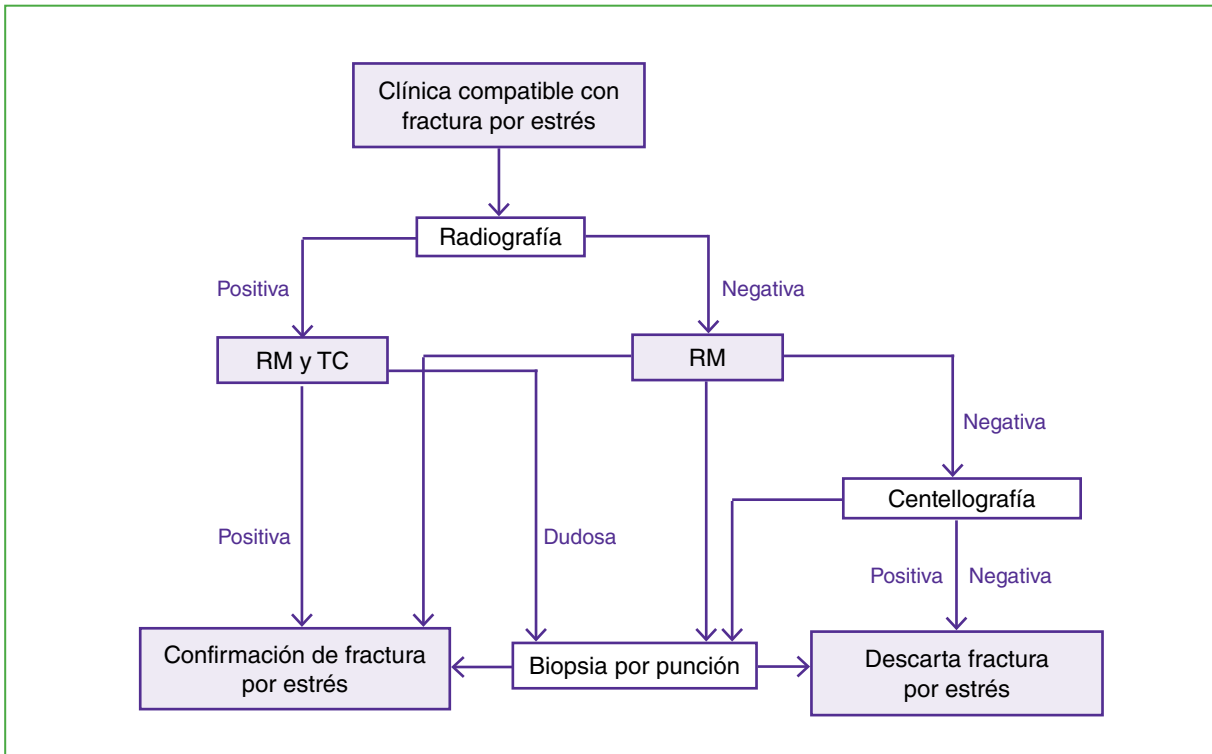 Clínica compatible con
fractura por estrés
Radiografía
Positiva
Negativa
RM y TC
RM
Negativa
Centellografía
Positiva
Dudosa
Positiva
Negativa
Confirmación de fractura
por estrés
Biopsia por punción
Descarta fractura
por estrés